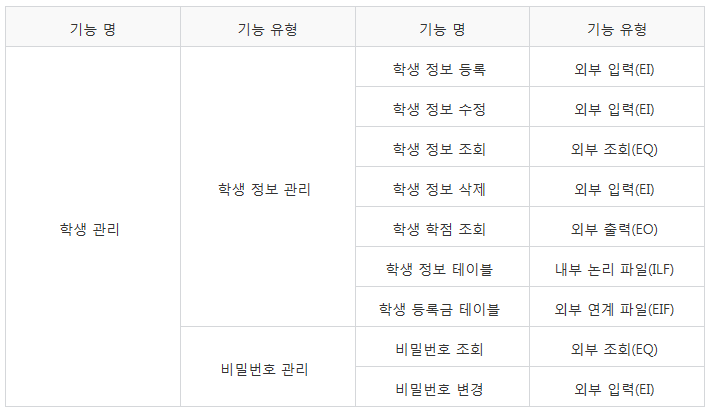 기능 명 기능 유형 기능 명 기능 유형
학생 정보 등록 외부 입력(EI)
학생 정보 수정 외부 입력(EI)
학생 정보 조회 외부 조회(EQ)
학생 정보 관리 학생 정보 삭제 외부 입력(EI)
학생 관리 학생 학점 조회 외부 출력(EO)
학생 정보 테이블 내부 논리 파일(ILF)
학생 등록금 테이블 외부 연계 파일(EIF)
비밀번호 조회 외부 조회(EQ)
비밀번호 관리
비밀번호 변경 외부 입력(EI)